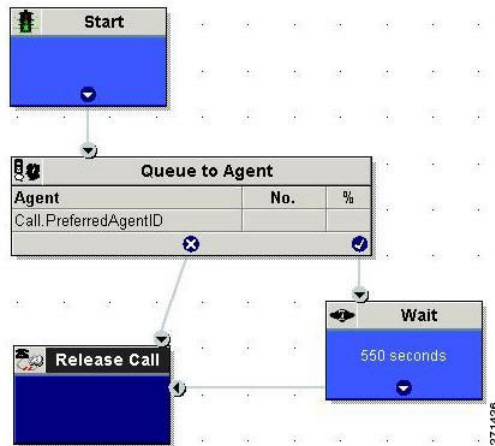 Start
Queue to Agent
Agent No. %
Call.PreferredAgentID
Wait
550 seconds
Release Call